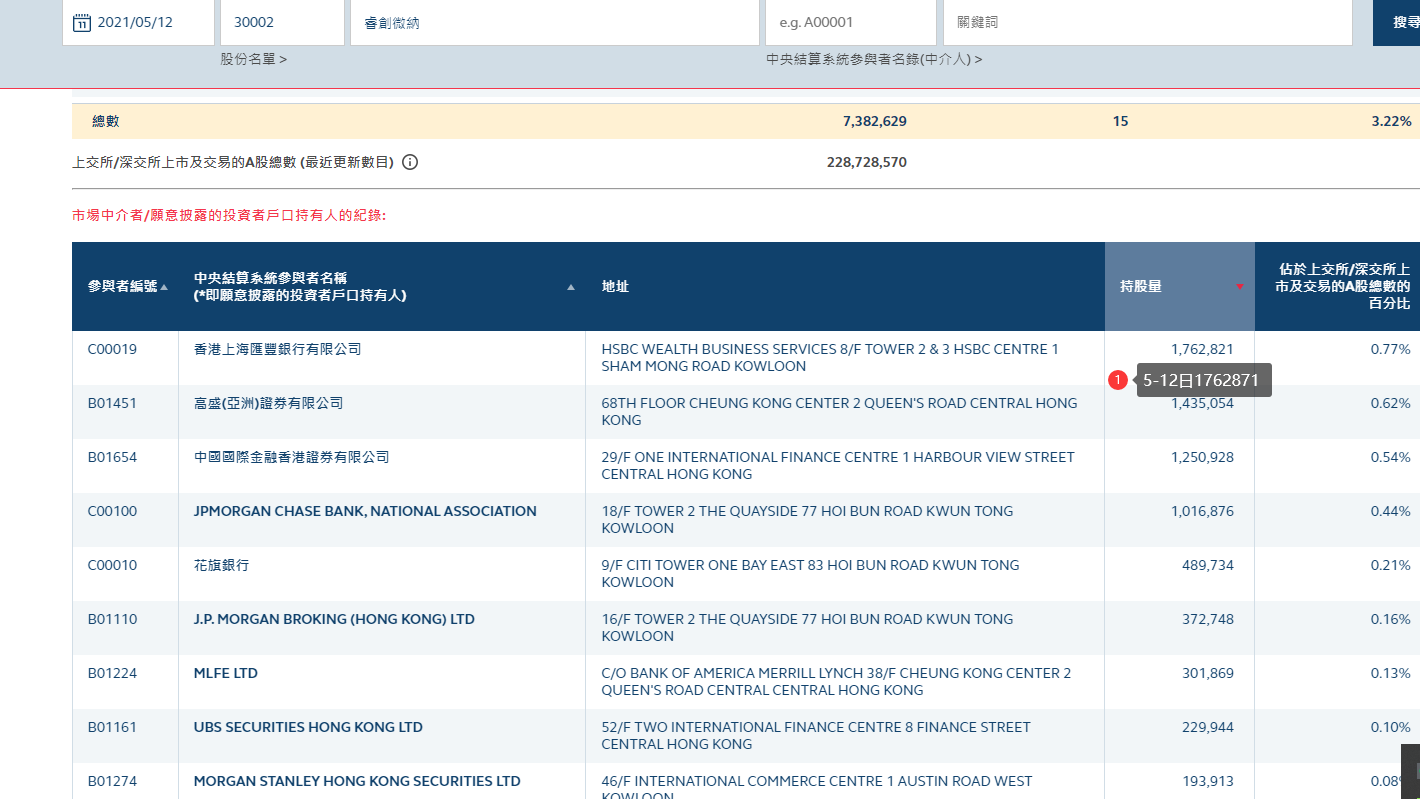 2021/05/12 30002 睿創微納 e.g. A00001 關鍵詞 搜尋
股份名單 > 中央結算系統參與者名錄(中介人) >
總數 7,382,629 15 3.22%
上交所/深交所上市及交易的A股總數 (最近更新數目) 228,728,570
市場中介者/願意披露的投資者戶口持有人的紀錄:
參與者編號
中央結算系統參與者名稱
(*即願意披露的投資者戶口持有人)
地址
持股量
佔於上交所/深交所上
市及交易的A股總數的
百分比
C00019 香港上海匯豐銀行有限公司 HSBC WEALTH BUSINESS SERVICES 8/F TOWER 2 & 3 HSBC CENTRE 1 1,762,821 0.77%
SHAM MONG ROAD KOWLOON
1 5-12日1762871
B01451 高盛(亞洲)證券有限公司 68TH FLOOR CHEUNG KONG CENTER 2 QUEEN'S ROAD CENTRAL HONG 1,435,054 0.62%
KONG
B01654 中國國際金融香港證券有限公司 29/F ONE INTERNATIONAL FINANCE CENTRE 1 HARBOUR VIEW STREET 1,250,928 0.54%
CENTRAL HONG KONG
C00100 JPMORGAN CHASE BANK, NATIONAL ASSOCIATION 18/F TOWER 2 THE QUAYSIDE 77 HOI BUN ROAD KWUN TONG 1,016,876 0.44%
KOWLOON
C00010 花旗銀行 9/F CITI TOWER ONE BAY EAST 83 HOI BUN ROAD KWUN TONG 489,734 0.21%
KOWLOON
B01110 J.P. MORGAN BROKING (HONG KONG) LTD 16/F TOWER 2 THE QUAYSIDE 77 HOI BUN ROAD KWUN TONG 372,748 0.16%
KOWLOON
B01224 MLFE LTD C/O BANK OF AMERICA MERRILL LYNCH 38/F CHEUNG KONG CENTER 2 301,869 0.13%
QUEEN'S ROAD CENTRAL CENTRAL HONG KONG
B01161 UBS SECURITIES HONG KONG LTD 52/F TWO INTERNATIONAL FINANCE CENTRE 8 FINANCE STREET 229,944 0.10%
CENTRAL HONG KONG
B01274 MORGAN STANLEY HONG KONG SECURITIES LTD 46/F INTERNATIONAL COMMERCE CENTRE 1 AUSTIN ROAD WEST 193,913 0.08%
KOWLOON